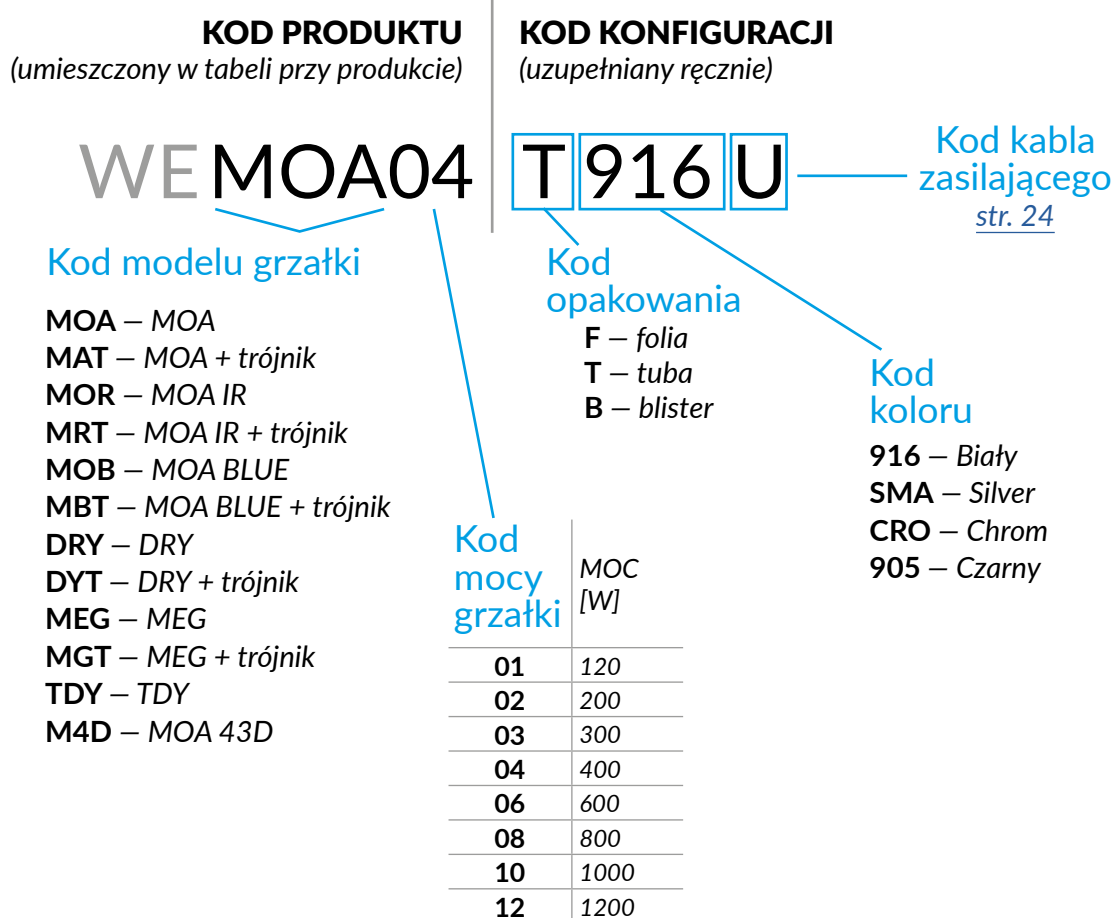 KOD PRODUKTU
(umieszczony w tabeli przy produkcie)
KOD KONFIGURACJI
(uzupełniany ręcznie)
WEMOA04 T916U
Kod kabla
zasilającego
str. 24
Kod modelu grzałki
MOA – MOA
MAT – MOA + trójnik
MOR – MOA IR
MRT – MOA IR + trójnik
MOB – MOA BLUE
MBT – MOA BLUE + trójnik
DRY – DRY
DYT – DRY + trójnik
MEG – MEG
MGT – MEG + trójnik
TDY – TDY
M4D – MOA 43D
Kod
opakowania
F – folia
T – tuba
B – blister
Kod
koloru
916 – Biały
SMA – Silver
CRO – Chrom
905 – Czarny
Kod
mocy
grzałki
MOC
[W]
01 120
02 200
03 300
04 400
06 600
08 800
10 1000
12 1200